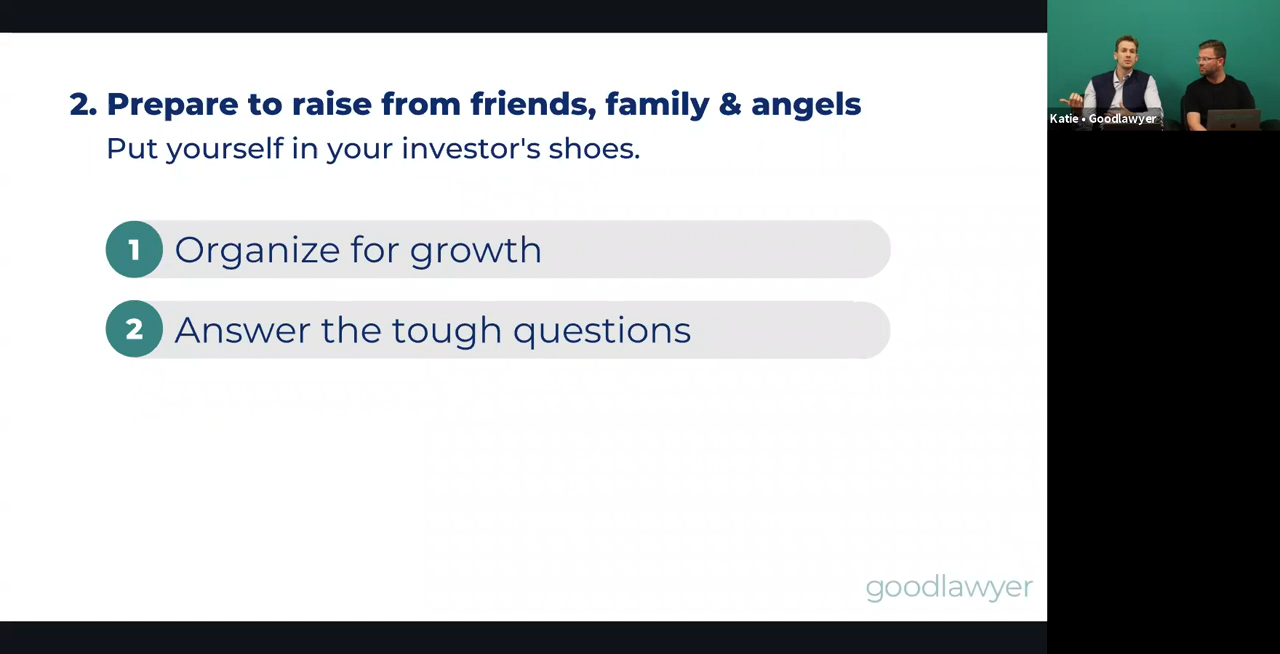 2. Prepare to raise from friends, family & angels
Put yourself in your investor's shoes.
1 Organize for growth
2 Answer the tough questions
goodlawyer
Katie • Goodlawyer